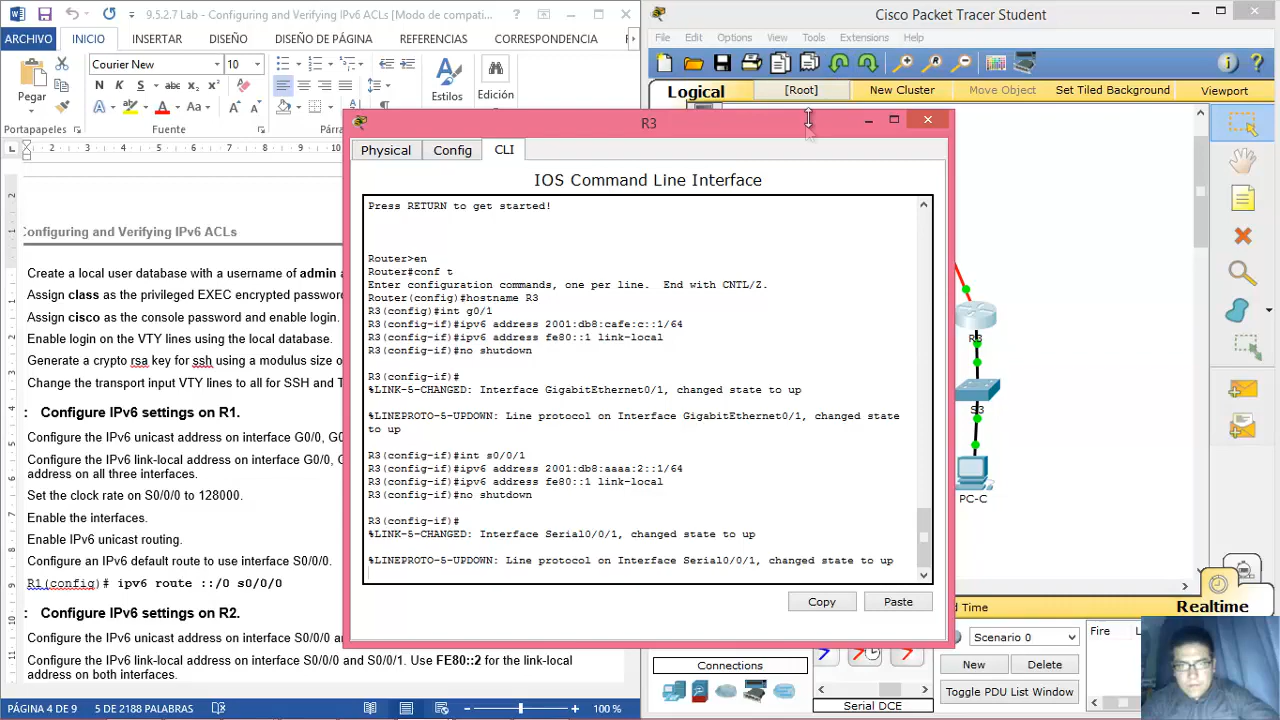 9.5.2.7 Lab - Configuring and Verifying IPv6 ACLs [Modo de compati...
ARCHIVO INICIO INSERTAR DISEÑO DISEÑO DE PÁGINA REFERENCIAS CORRESPONDENCIA
Courier New 10
N K S abc x₂ x²
Pegar
Estilos
Edición
Fuente
Párrafo
Configuring and Verifying IPv6 ACLs
Create a local user database with a username of admin a
Assign class as the privileged EXEC encrypted password
Assign cisco as the console password and enable login.
Enable login on the VTY lines using the local database.
Generate a crypto rsa key for ssh using a modulus size o
Change the transport input VTY lines to all for SSH and T
: Configure IPv6 settings on R1.
Configure the IPv6 unicast address on interface G0/0, G0
Configure the IPv6 link-local address on interface G0/0, G
address on all three interfaces.
Set the clock rate on S0/0/0 to 128000.
Enable the interfaces.
Enable IPv6 unicast routing.
Configure an IPv6 default route to use interface S0/0/0.
R1(config)# ipv6 route ::/0 s0/0/0
: Configure IPv6 settings on R2.
Configure the IPv6 unicast address on interface S0/0/0 an
Configure the IPv6 link-local address on interface S0/0/0 and S0/0/1. Use FE80::2 for the link-local
address on both interfaces.
PÁGINA 4 DE 9 5 DE 2188 PALABRAS 100 %
R3
Physical Config CLI
IOS Command Line Interface
Press RETURN to get started!
Router>en
Router#conf t
Enter configuration commands, one per line. End with CNTL/Z.
Router(config)#hostname R3
R3(config)#int g0/1
R3(config-if)#ipv6 address 2001:db8:cafe:c::1/64
R3(config-if)#ipv6 address fe80::1 link-local
R3(config-if)#no shutdown
R3(config-if)#
%LINK-5-CHANGED: Interface GigabitEthernet0/1, changed state to up
%LINEPROTO-5-UPDOWN: Line protocol on Interface GigabitEthernet0/1, changed state
to up
R3(config-if)#int s0/0/1
R3(config-if)#ipv6 address 2001:db8:aaaa:2::1/64
R3(config-if)#ipv6 address fe80::1 link-local
R3(config-if)#no shutdown
R3(config-if)#
%LINK-5-CHANGED: Interface Serial0/0/1, changed state to up
%LINEPROTO-5-UPDOWN: Line protocol on Interface Serial0/0/1, changed state to up
Copy Paste
Cisco Packet Tracer Student
File Edit Options View Tools Extensions Help
Logical [Root] New Cluster Move Object Set Tiled Background Viewport
R3
S3
PC-C
Realtime
Scenario 0
Fire
New Delete
Toggle PDU List Window
Connections
Serial DCE